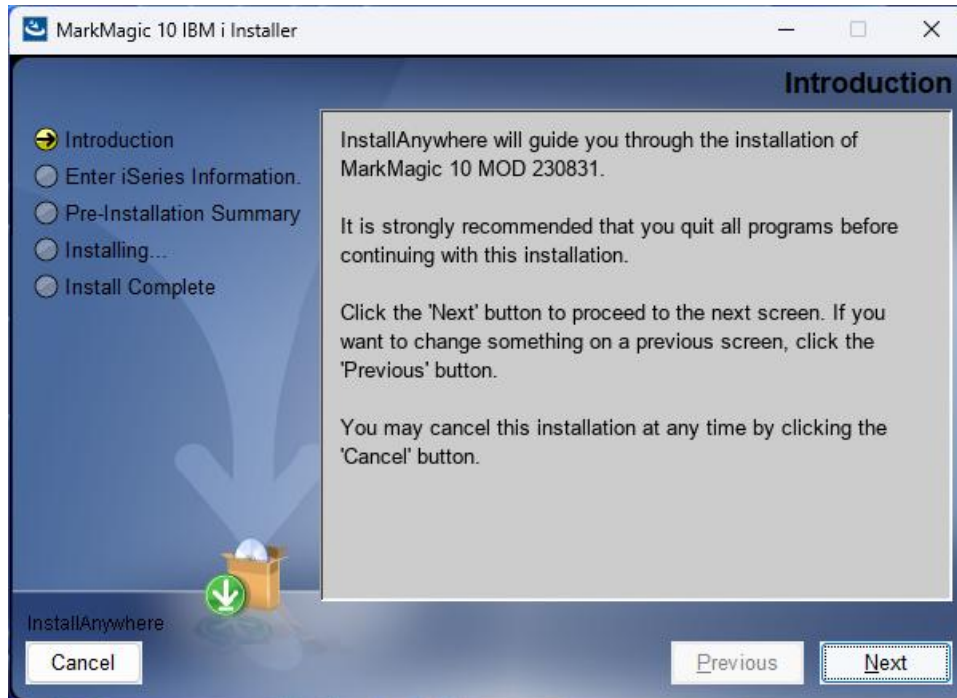 MarkMagic 10 IBM i Installer
Introduction
Introduction
Enter iSeries Information.
Pre-Installation Summary
Installing...
Install Complete
InstallAnywhere will guide you through the installation of
MarkMagic 10 MOD 230831.
It is strongly recommended that you quit all programs before
continuing with this installation.
Click the 'Next' button to proceed to the next screen. If you
want to change something on a previous screen, click the
'Previous' button.
You may cancel this installation at any time by clicking the
'Cancel' button.
InstallAnywhere
Cancel
Previous
Next